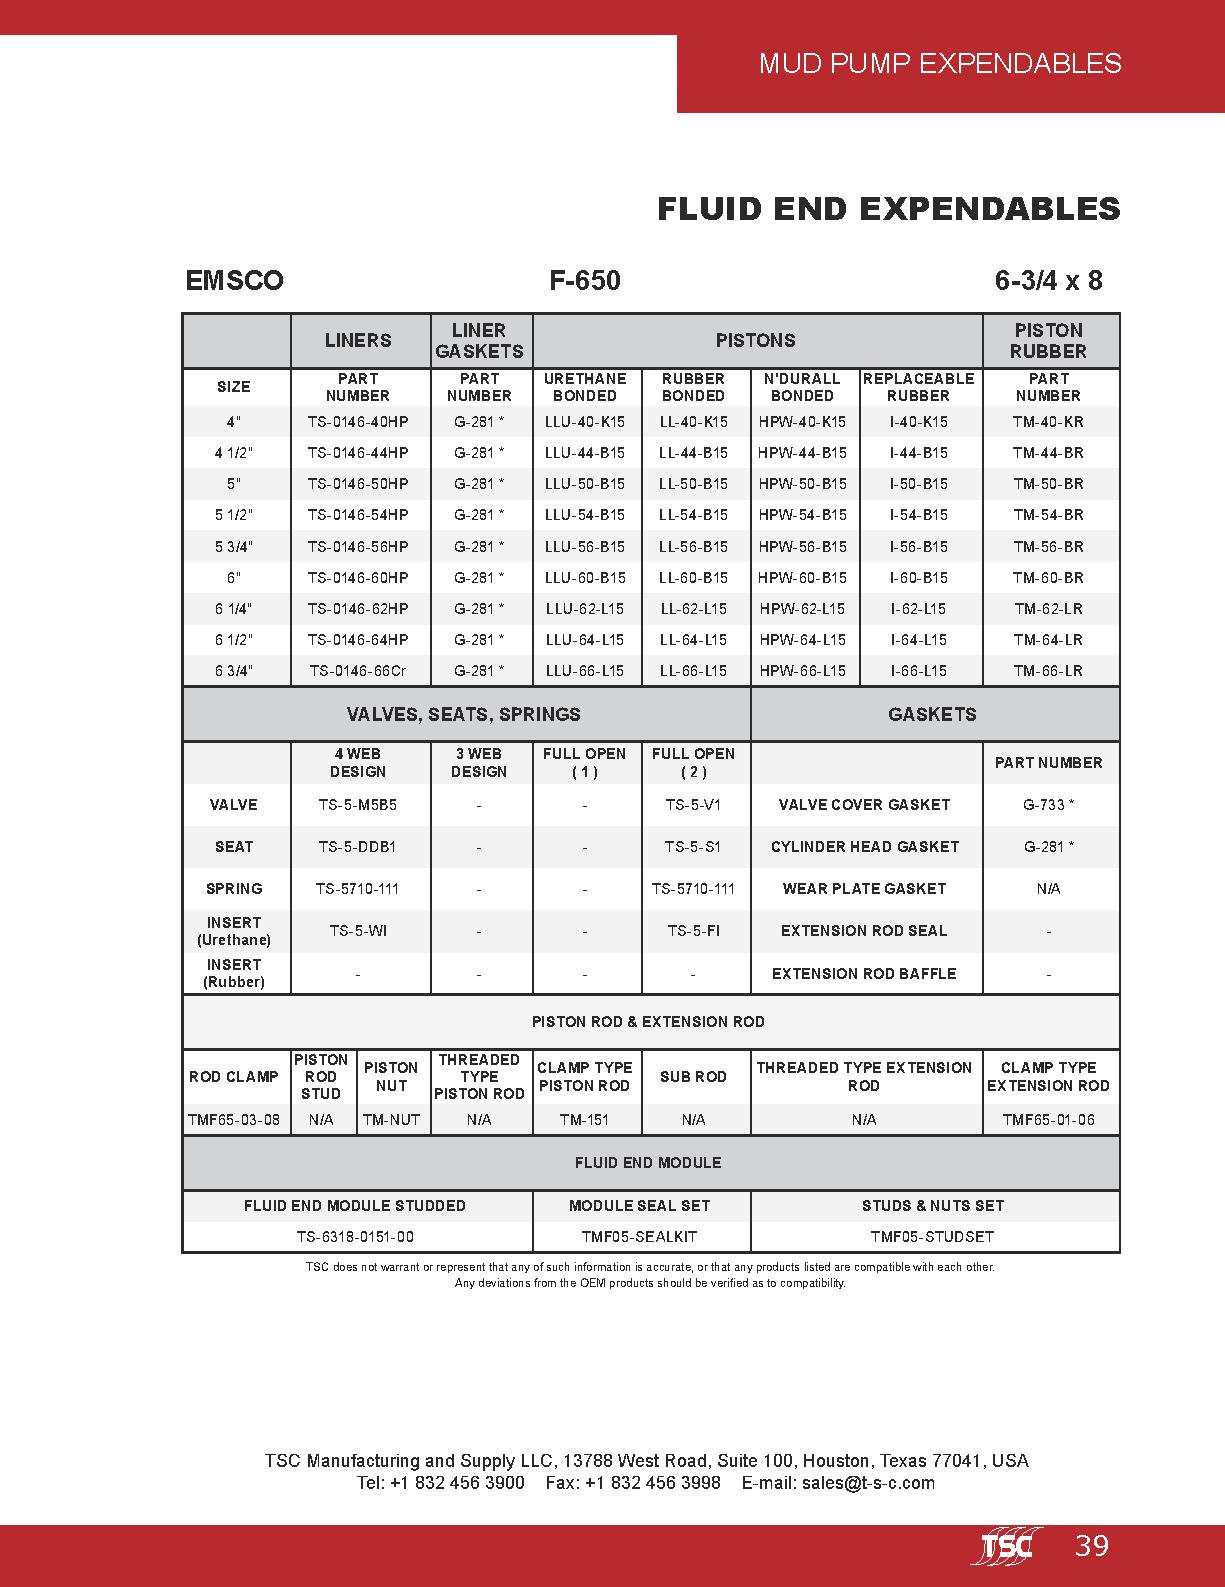 MUD PUMP EXPENDABLES
FLUID END EXPENDABLES
EMSCO F-650 6-3/4 x 8
LINERS LINER GASKETS PISTONS PISTON RUBBER
SIZE PART NUMBER PART NUMBER URETHANE BONDED RUBBER BONDED N'DURALL BONDED REPLACEABLE RUBBER PART NUMBER
4" TS-0146-40HP G-281 * LLU-40-K15 LL-40-K15 HPW-40-K15 I-40-K15 TM-40-KR
4 1/2" TS-0146-44HP G-281 * LLU-44-B15 LL-44-B15 HPW-44-B15 I-44-B15 TM-44-BR
5" TS-0146-50HP G-281 * LLU-50-B15 LL-50-B15 HPW-50-B15 I-50-B15 TM-50-BR
5 1/2" TS-0146-54HP G-281 * LLU-54-B15 LL-54-B15 HPW-54-B15 I-54-B15 TM-54-BR
5 3/4" TS-0146-56HP G-281 * LLU-56-B15 LL-56-B15 HPW-56-B15 I-56-B15 TM-56-BR
6" TS-0146-60HP G-281 * LLU-60-B15 LL-60-B15 HPW-60-B15 I-60-B15 TM-60-BR
6 1/4" TS-0146-62HP G-281 * LLU-62-L15 LL-62-L15 HPW-62-L15 I-62-L15 TM-62-LR
6 1/2" TS-0146-64HP G-281 * LLU-64-L15 LL-64-L15 HPW-64-L15 I-64-L15 TM-64-LR
6 3/4" TS-0146-66Cr G-281 * LLU-66-L15 LL-66-L15 HPW-66-L15 I-66-L15 TM-66-LR
VALVES, SEATS, SPRINGS GASKETS
4 WEB DESIGN 3 WEB DESIGN FULL OPEN ( 1 ) FULL OPEN ( 2 ) PART NUMBER
VALVE TS-5-M5B5 - - TS-5-V1 VALVE COVER GASKET G-733 *
SEAT TS-5-DDB1 - - TS-5-S1 CYLINDER HEAD GASKET G-281 *
SPRING TS-5710-111 - - TS-5710-111 WEAR PLATE GASKET N/A
INSERT (Urethane) TS-5-WI - - TS-5-FI EXTENSION ROD SEAL -
INSERT (Rubber) - - - - EXTENSION ROD BAFFLE -
PISTON ROD & EXTENSION ROD
ROD CLAMP PISTON ROD STUD PISTON NUT THREADED TYPE PISTON ROD CLAMP TYPE PISTON ROD SUB ROD THREADED TYPE EXTENSION ROD CLAMP TYPE EXTENSION ROD
TMF65-03-08 N/A TM-NUT N/A TM-151 N/A N/A TMF65-01-06
FLUID END MODULE
FLUID END MODULE STUDDED MODULE SEAL SET STUDS & NUTS SET
TS-6318-0151-00 TMF05-SEALKIT TMF05-STUDSET
TSC does not warrant or represent that any of such information is accurate, or that any products listed are compatible with each other.
Any deviations from the OEM products should be verified as to compatibility.
TSC Manufacturing and Supply LLC, 13788 West Road, Suite 100, Houston, Texas 77041, USA
Tel: +1 832 456 3900 Fax: +1 832 456 3998 E-mail: sales@t-s-c.com
TSC 39